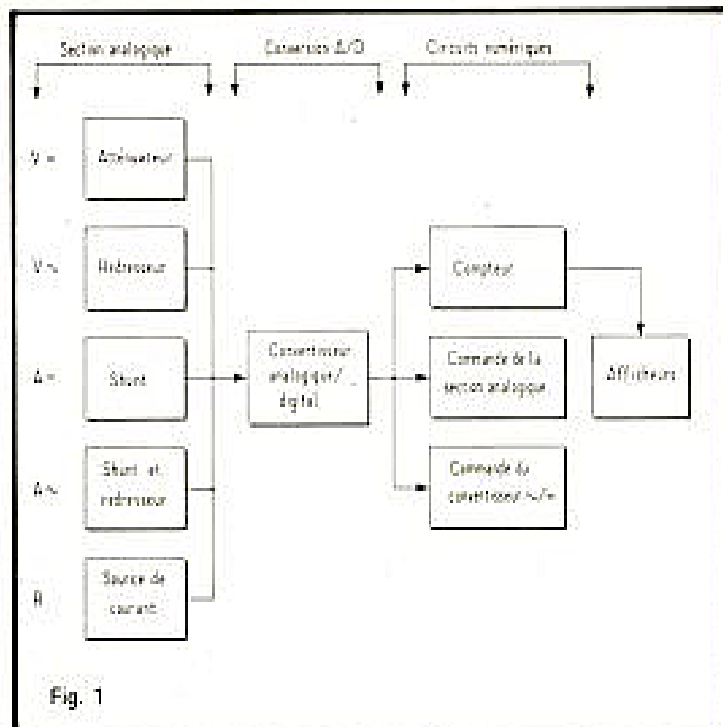 Section analogique
Conversion A/D
Circuits numériques
V =
Atténuateur
V ~
Redresseur
A =
Shunt
A ~
Shunt et
redresseur
R
Source de
courant
Convertisseur
analogique/
digital
Compteur
Commande de la
section analogique
Commande du
convertisseur ~/=
Afficheurs
Fig. 1